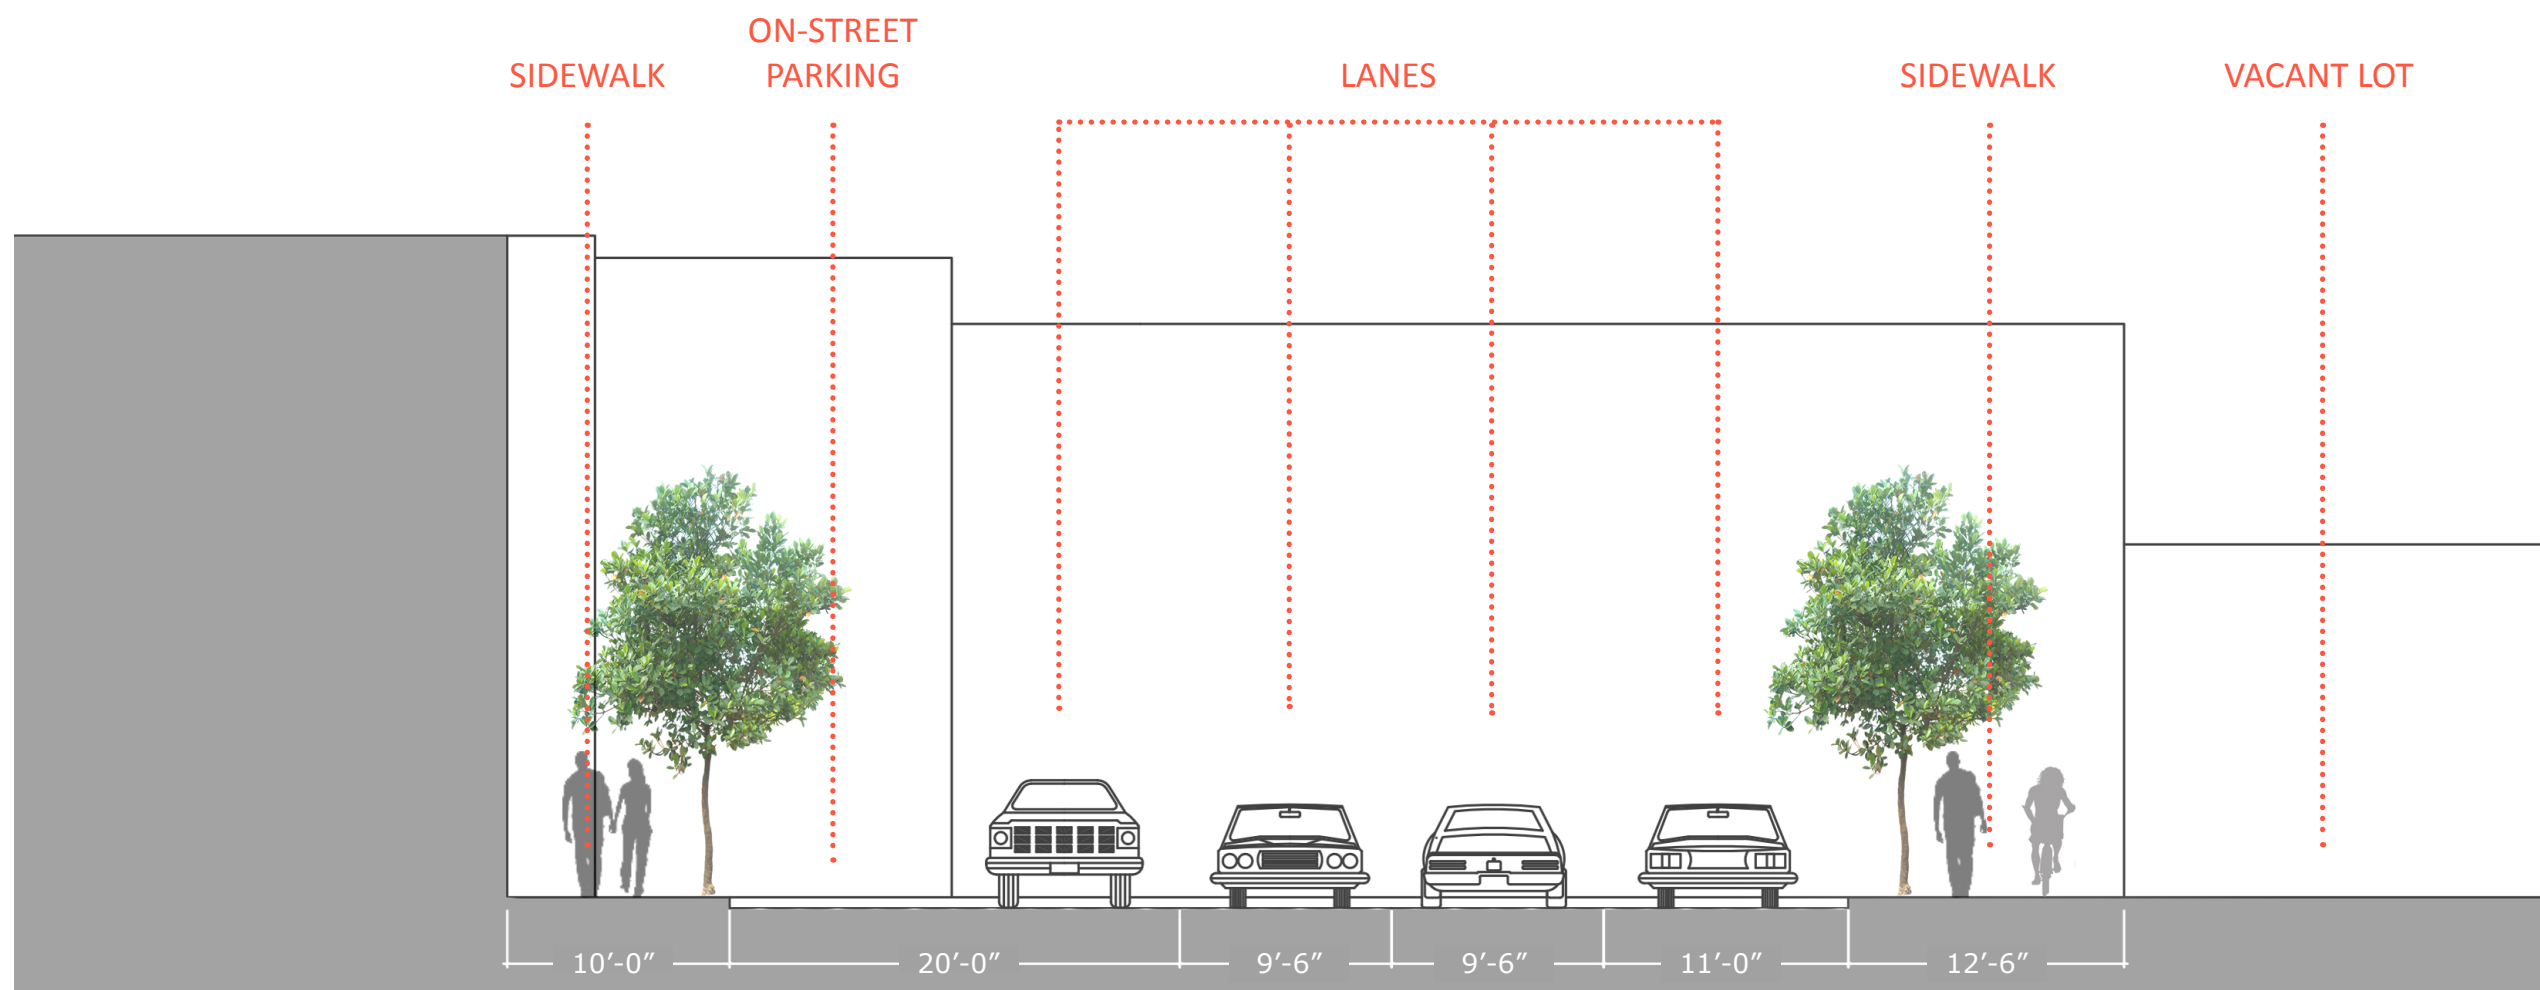 ON-STREET
SIDEWALK PARKING LANES SIDEWALK VACANT LOT
10’-0” 20’-0” 9’-6” 9’-6” 11’-0” 12’-6”